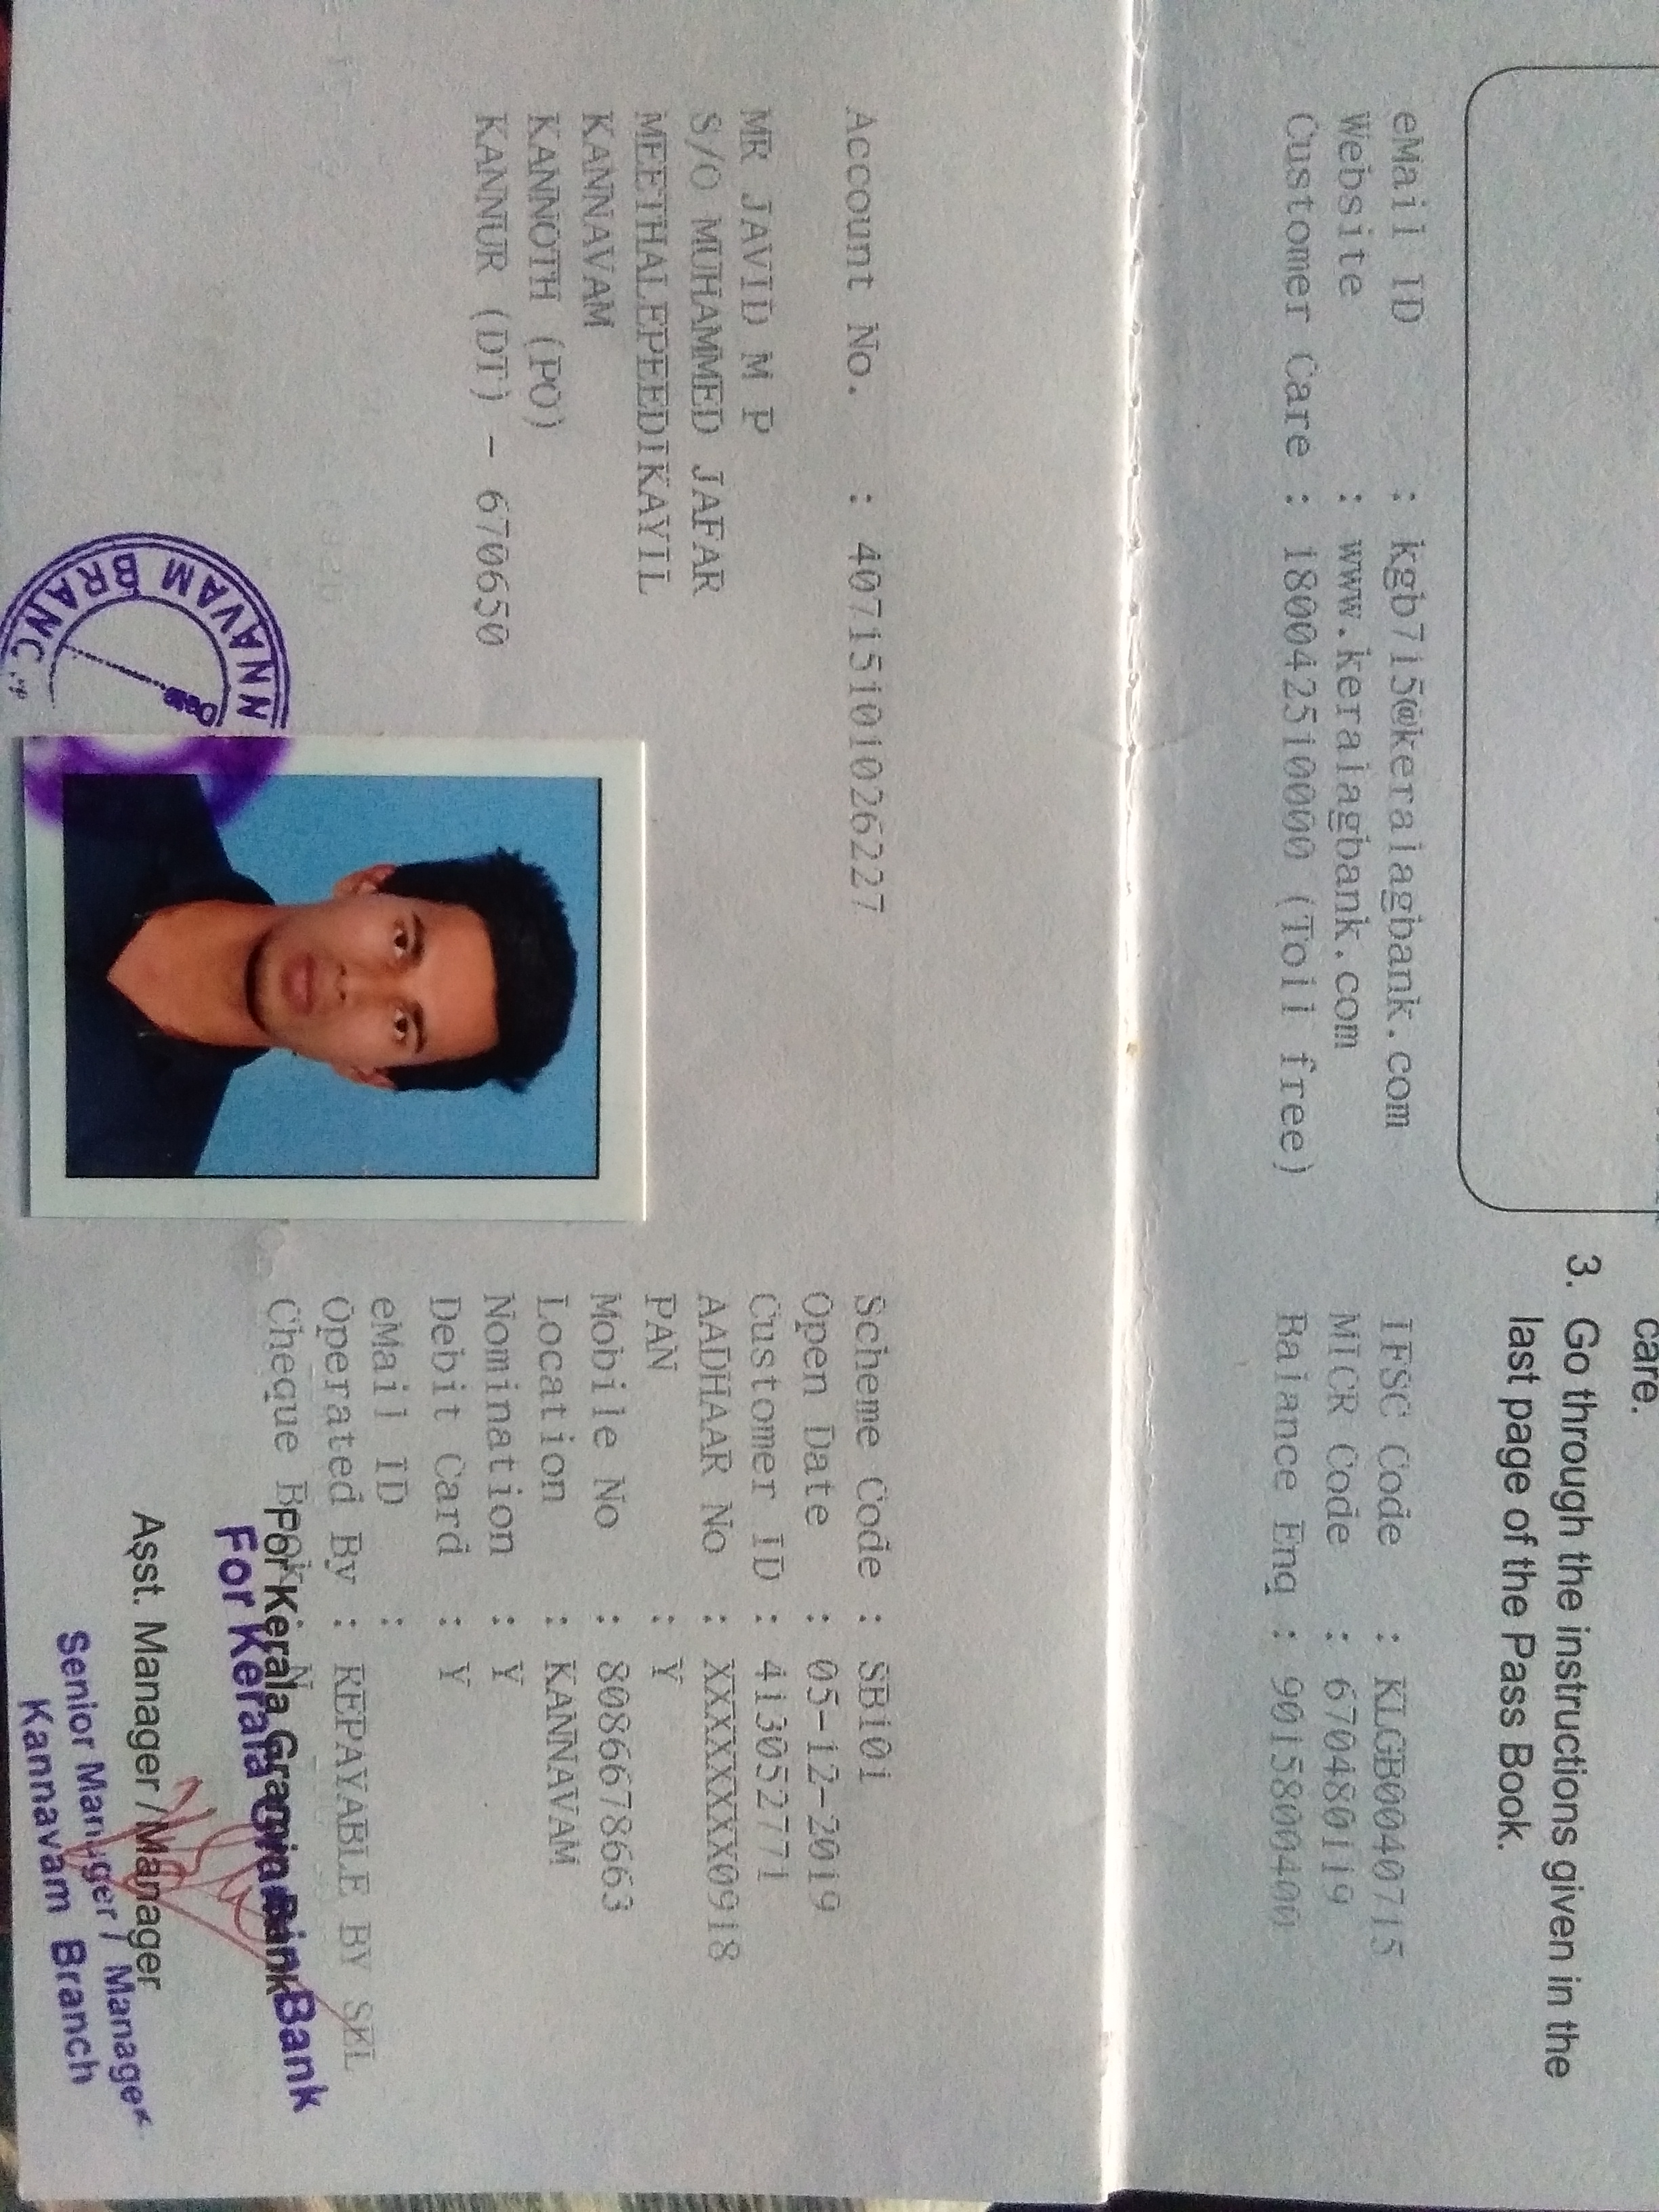 care.
3. Go through the instructions given in the
last page of the Pass Book.
eMail ID : kgb715@keralagbank.com
Website : www.keralagbank.com
Customer Care : 180042510000 (Toll free)
IFSC Code : KLGB0040715
MICR Code : 670480119
Balance Enq : 9015800400
Account No. : 40715101026227
MR JAVID M P
S/O MUHAMMED JAFAR
MEETHALEPEEDIKAYIL
KANNAVAM
KANNOTH (PO)
KANNUR (DT) - 670650
Scheme Code : SB101
Open Date : 05-12-2019
Customer ID : 413052771
AADHAAR No : XXXXXXXX0918
PAN : Y
Mobile No : 8086678663
Location : KANNAVAM
Nomination : Y
Debit Card : Y
eMail ID :
Operated By : REPAYABLE BY SEL
Cheque Book : N
For Kerala Gramin Bank
For Kerala Gramin Bank
Asst. Manager / Manager
Senior Manager / Manager
Kannavam Branch
NNAVAM BRANC
Date